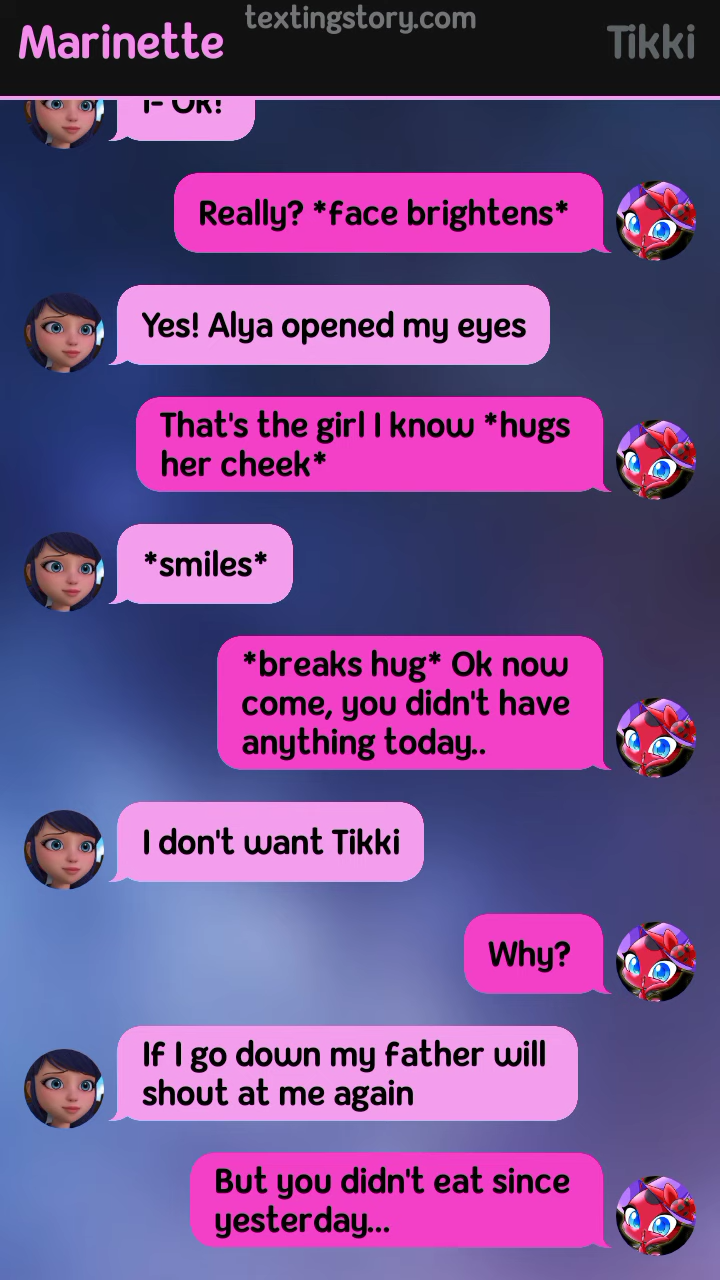 textingstory.com
Marinette
Tikki
I- Ok!
Really? *face brightens*
Yes! Alya opened my eyes
That's the girl I know *hugs
her cheek*
*smiles*
*breaks hug* Ok now
come, you didn't have
anything today..
I don't want Tikki
Why?
If I go down my father will
shout at me again
But you didn't eat since
yesterday...